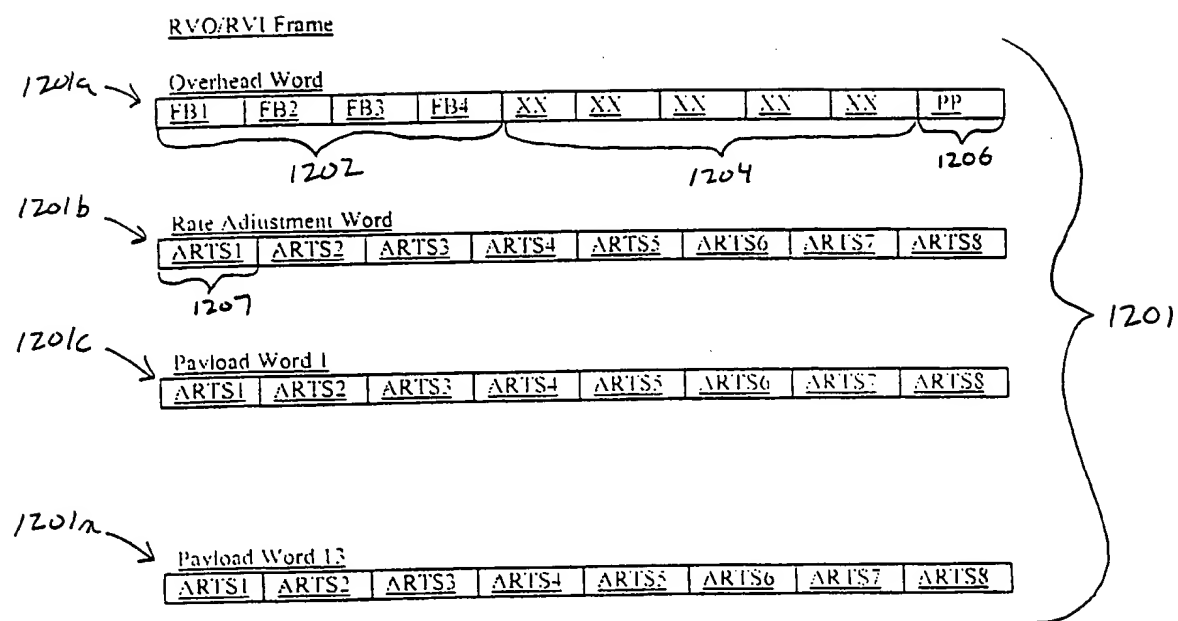 RVO/RVI Frame
1201a
Overhead Word
FB1 FB2 FB3 FB4 XX XX XX XX XX PP
1202 1204 1206
1201b
Rate Adjustment Word
ARTS1 ARTS2 ARTS3 ARTS4 ARTS5 ARTS6 ARTS7 ARTS8
1207
1201
1201c
Payload Word 1
ARTS1 ARTS2 ARTS3 ARTS4 ARTS5 ARTS6 ARTS7 ARTS8
1201n
Payload Word 13
ARTS1 ARTS2 ARTS3 ARTS4 ARTS5 ARTS6 ARTS7 ARTS8